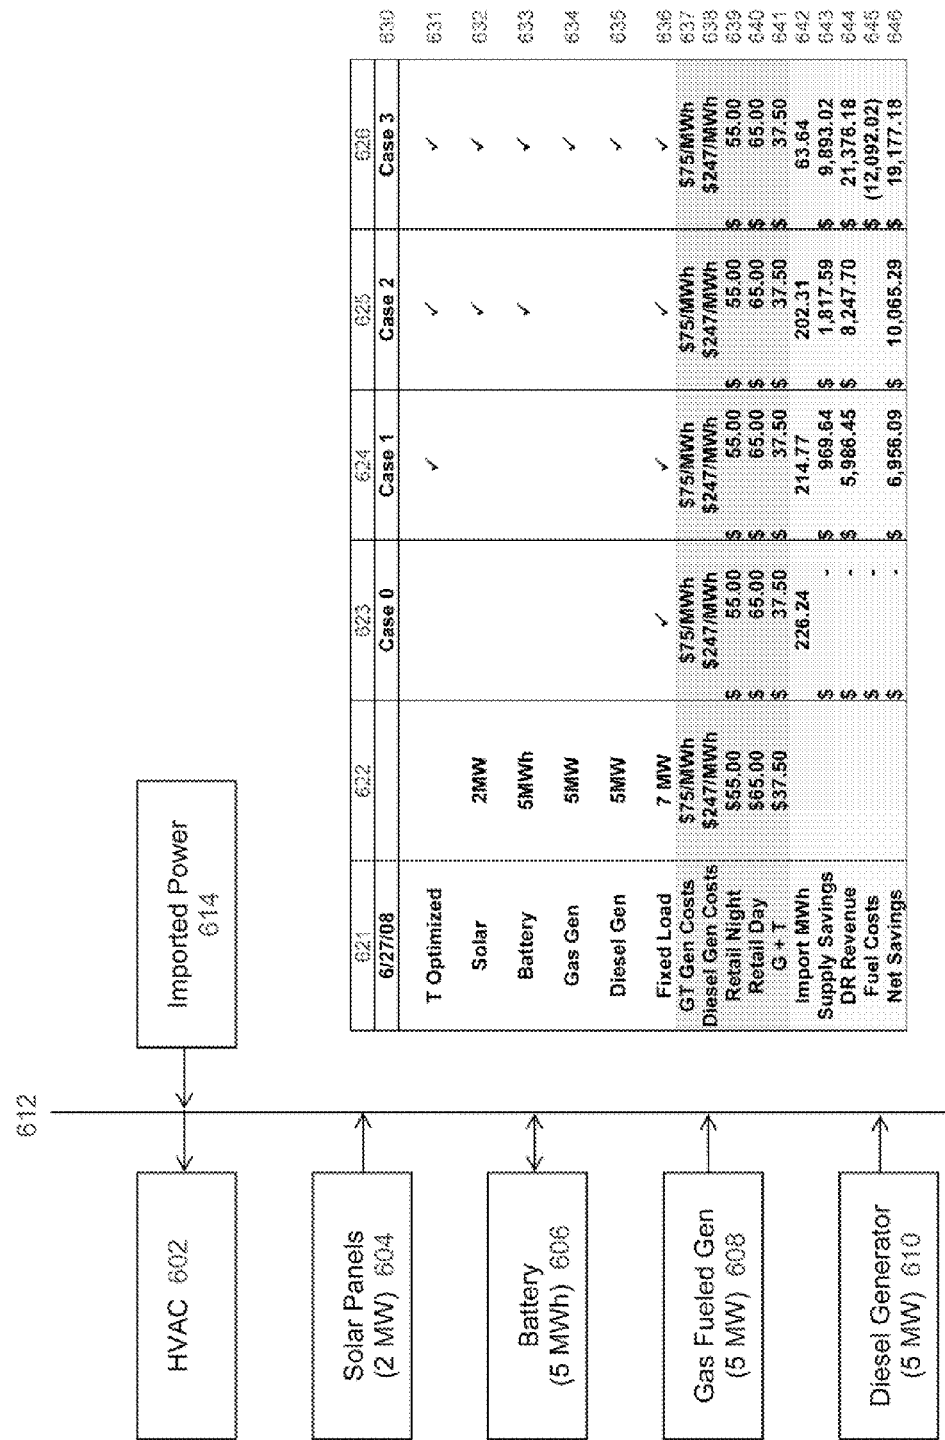 612
HVAC 602
Imported Power
614
Solar Panels
(2 MW) 604
Battery
(5 MWh) 606
Gas Fueled Gen
(5 MW) 608
Diesel Generator
(5 MW) 610
621 622 623 624 625 626
6/27/08 Case 0 Case 1 Case 2 Case 3 630
T Optimized ✓ ✓ ✓ 631
Solar 2MW ✓ ✓ 632
Battery 5MWh ✓ ✓ 633
Gas Gen 5MW ✓ 634
Diesel Gen 5MW ✓ 635
Fixed Load 7 MW ✓ ✓ ✓ ✓ 636
GT Gen Costs $75/MWh $75/MWh $75/MWh $75/MWh $75/MWh 637
Diesel Gen Costs $247/MWh $247/MWh $247/MWh $247/MWh $247/MWh 638
Retail Night $55.00 $ 55.00 $ 55.00 $ 55.00 $ 55.00 639
Retail Day $65.00 $ 65.00 $ 65.00 $ 65.00 $ 65.00 640
G + T $37.50 $ 37.50 $ 37.50 $ 37.50 $ 37.50 641
Import MWh 226.24 214.77 202.31 63.64 642
Supply Savings $ - $ 969.64 $ 1,817.59 $ 9,893.02 643
DR Revenue $ - $ 5,986.45 $ 8,247.70 $ 21,376.18 644
Fuel Costs $ - $ (12,092.02) 645
Net Savings $ - $ 6,956.09 $ 10,065.29 $ 19,177.18 646